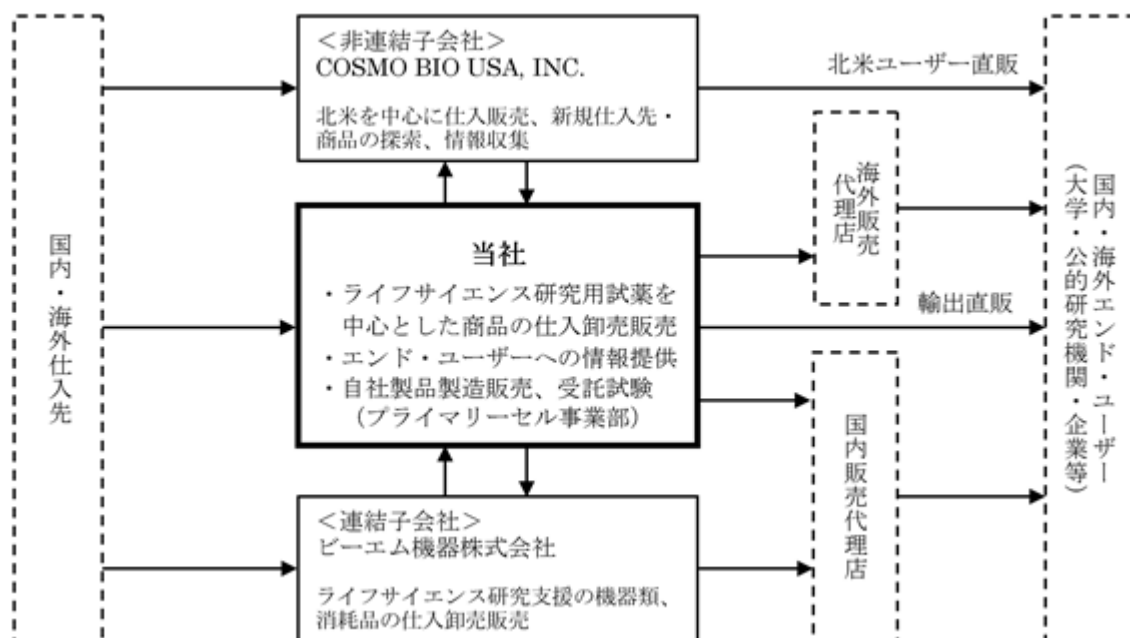 国内・海外仕入先
＜非連結子会社＞
COSMO BIO USA, INC.
北米を中心に仕入販売、新規仕入先・
商品の探索、情報収集
当社
・ライフサイエンス研究用試薬を
中心とした商品の仕入卸売販売
・エンド・ユーザーへの情報提供
・自社製品製造販売、受託試験
（プライマリーセル事業部）
＜連結子会社＞
ビーエム機器株式会社
ライフサイエンス研究支援の機器類、
消耗品の仕入卸売販売
北米ユーザー直販
海外販売
代理店
輸出直販
国内販売代理店
国内・海外エンド・ユーザー
（大学・公的研究機関・企業等）